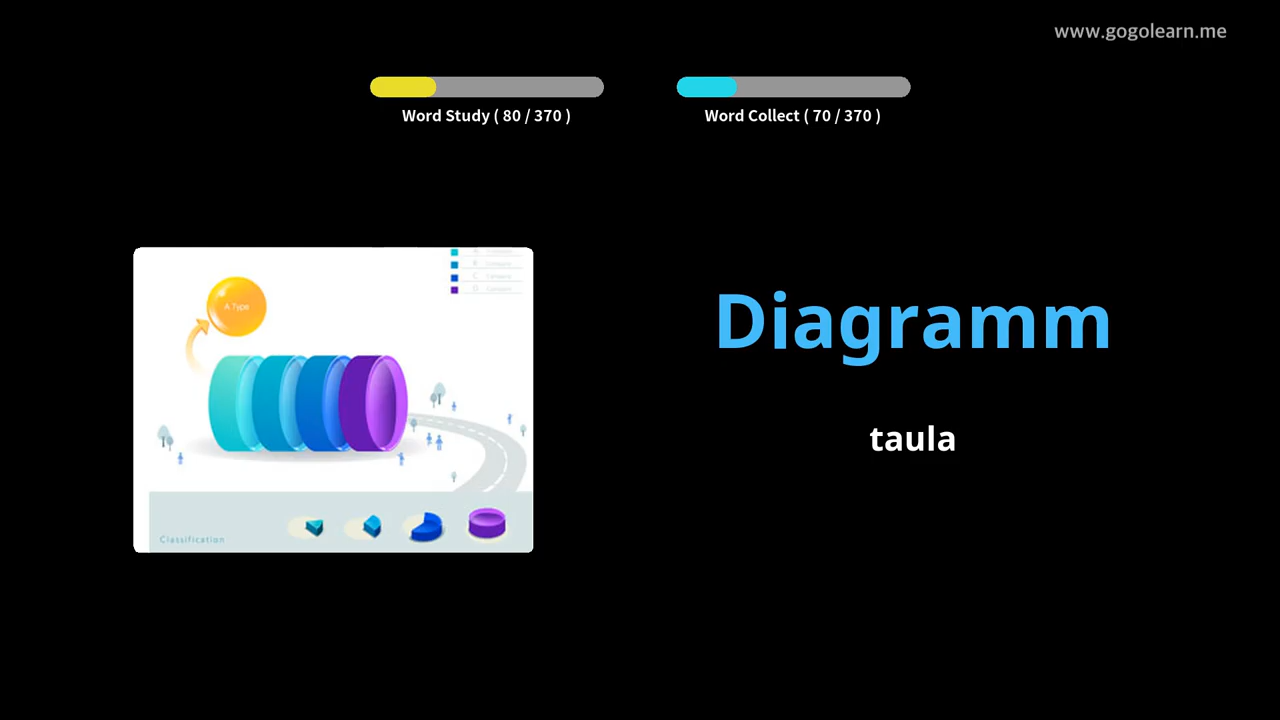 www.gogolearn.me
Word Study ( 80 / 370 )
Word Collect ( 70 / 370 )
A Type
Diagramm
taula
Classification